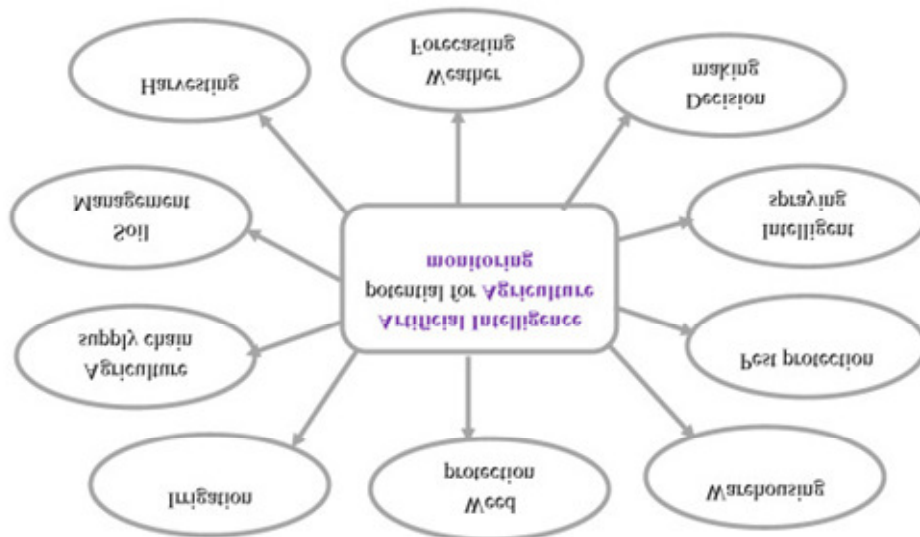 Irrigation
Weed
protection
Warehousing
Agriculture
supply chain
Pest protection
Artificial Intelligence
potential for Agriculture
monitoring
Soil
Management
Intelligent
spraying
Harvesting
Weather
Forecasting
Decision
making